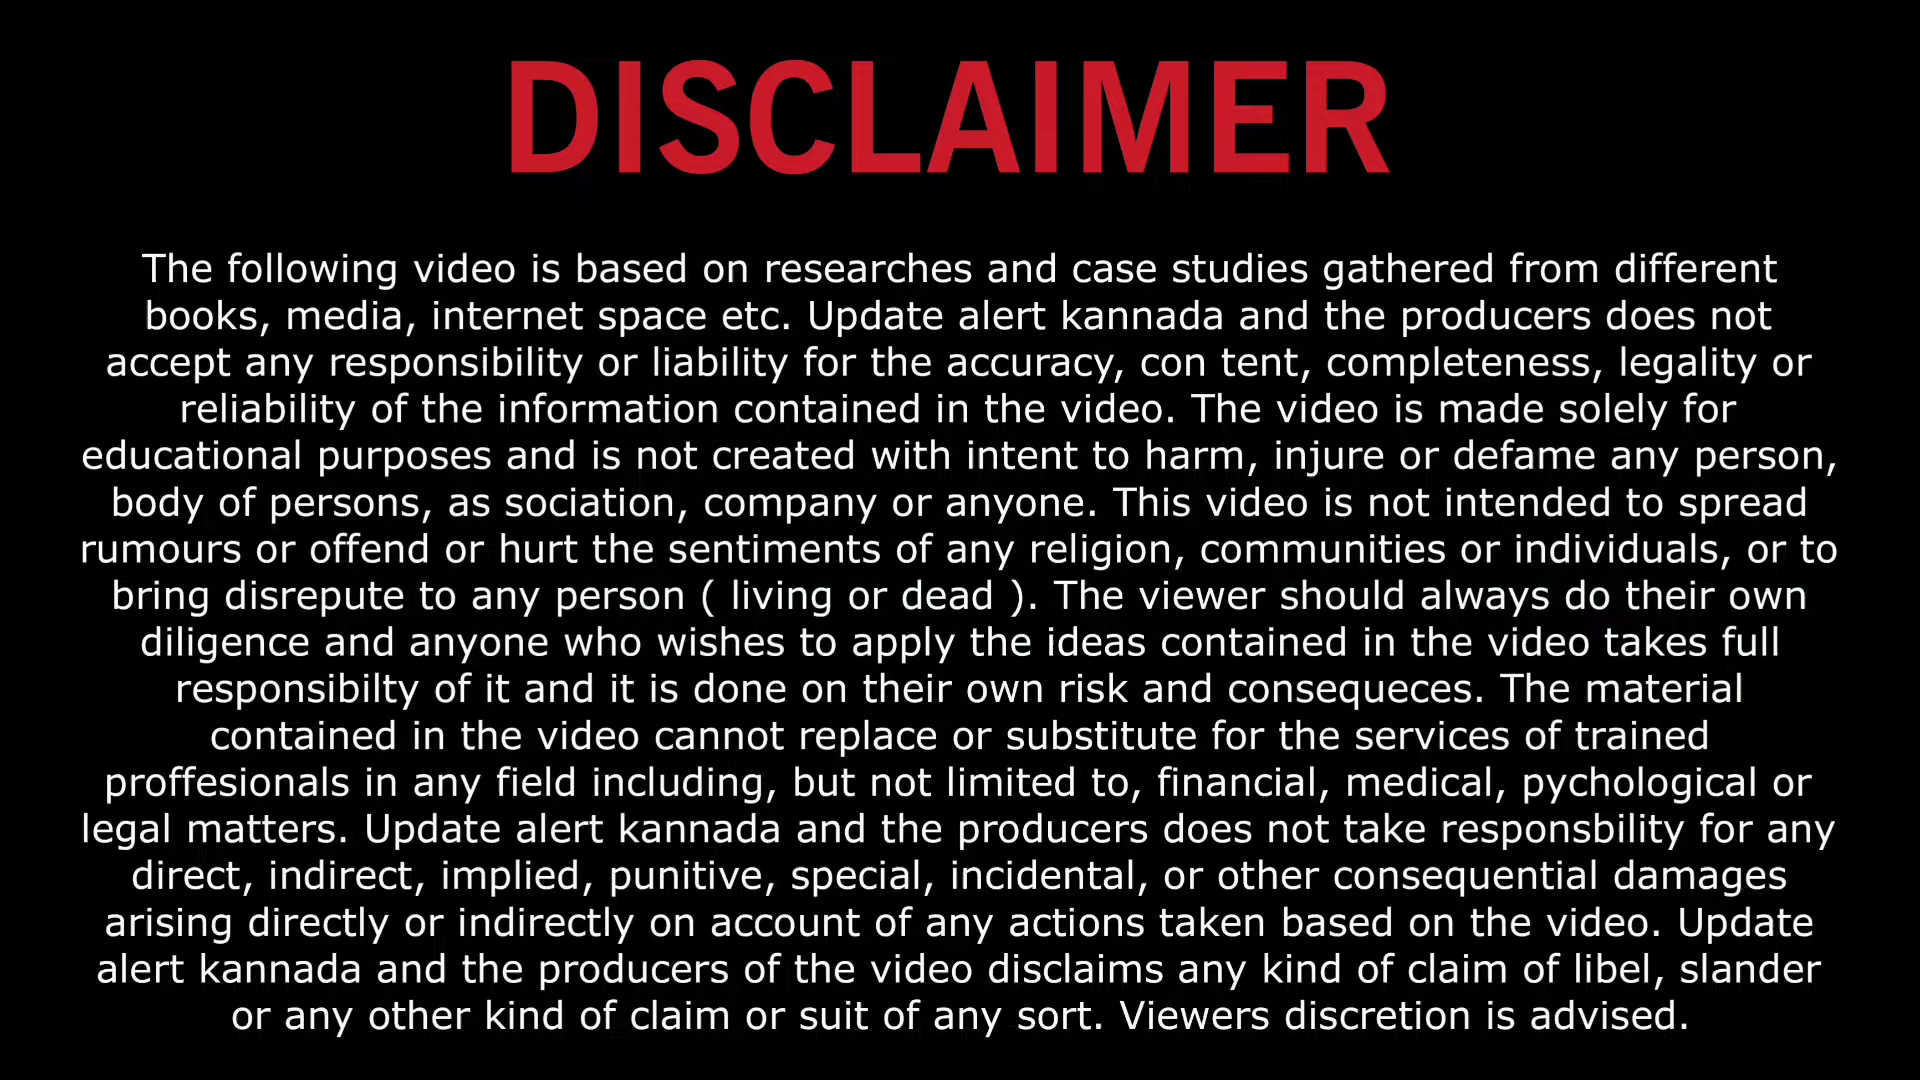 DISCLAIMER
The following video is based on researches and case studies gathered from different
books, media, internet space etc. Update alert kannada and the producers does not
accept any responsibility or liability for the accuracy, con tent, completeness, legality or
reliability of the information contained in the video. The video is made solely for
educational purposes and is not created with intent to harm, injure or defame any person,
body of persons, as sociation, company or anyone. This video is not intended to spread
rumours or offend or hurt the sentiments of any religion, communities or individuals, or to
bring disrepute to any person ( living or dead ). The viewer should always do their own
diligence and anyone who wishes to apply the ideas contained in the video takes full
responsibilty of it and it is done on their own risk and consequeces. The material
contained in the video cannot replace or substitute for the services of trained
proffesionals in any field including, but not limited to, financial, medical, pychological or
legal matters. Update alert kannada and the producers does not take responsbility for any
direct, indirect, implied, punitive, special, incidental, or other consequential damages
arising directly or indirectly on account of any actions taken based on the video. Update
alert kannada and the producers of the video disclaims any kind of claim of libel, slander
or any other kind of claim or suit of any sort. Viewers discretion is advised.